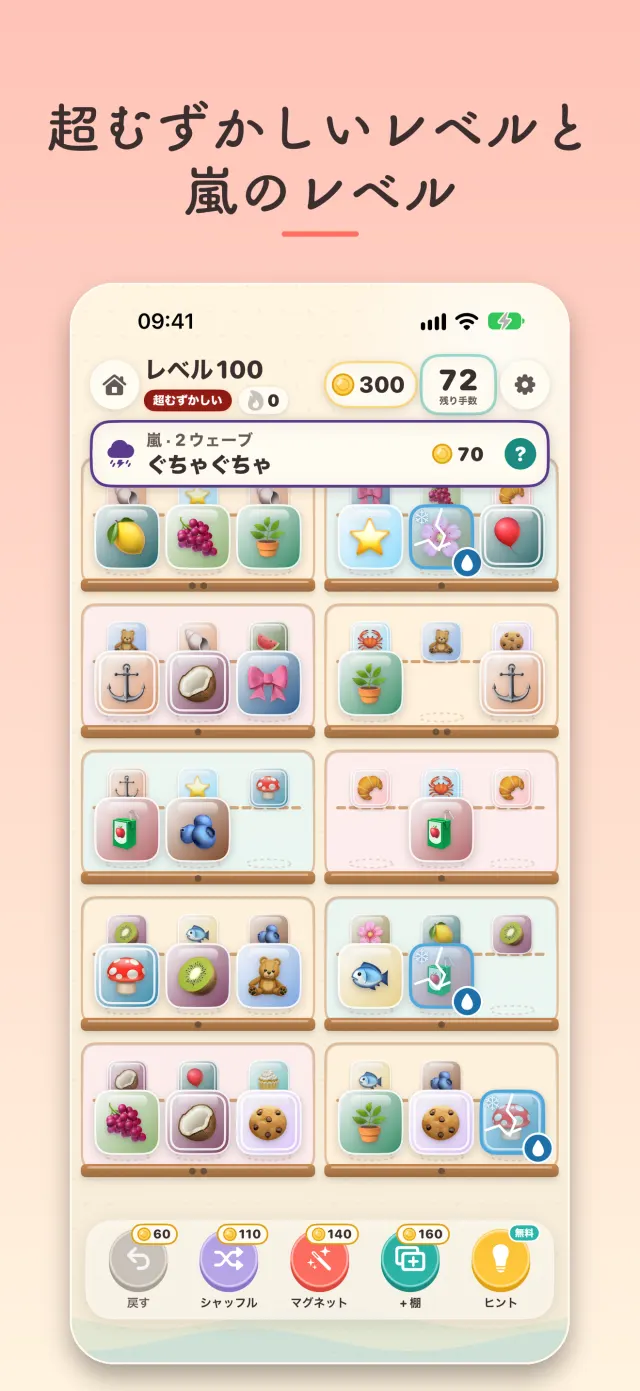 超むずかしいレベルと
嵐のレベル
09:41
レベル100
超むずかしい
0
300
72
残り手数
嵐 · 2 ウェーブ
ぐちゃぐちゃ
70
?
60
110
140
160
無料
戻す
シャッフル
マグネット
+ 棚
ヒント